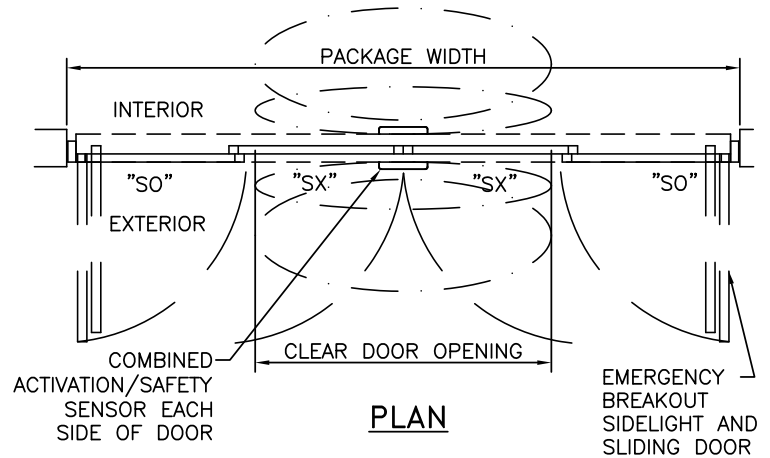 PACKAGE WIDTH
INTERIOR
"SO"
"SX"
"SX"
"SO"
EXTERIOR
CLEAR DOOR OPENING
COMBINED
ACTIVATION/SAFETY
SENSOR EACH
SIDE OF DOOR
PLAN
EMERGENCY
BREAKOUT
SIDELIGHT AND
SLIDING DOOR